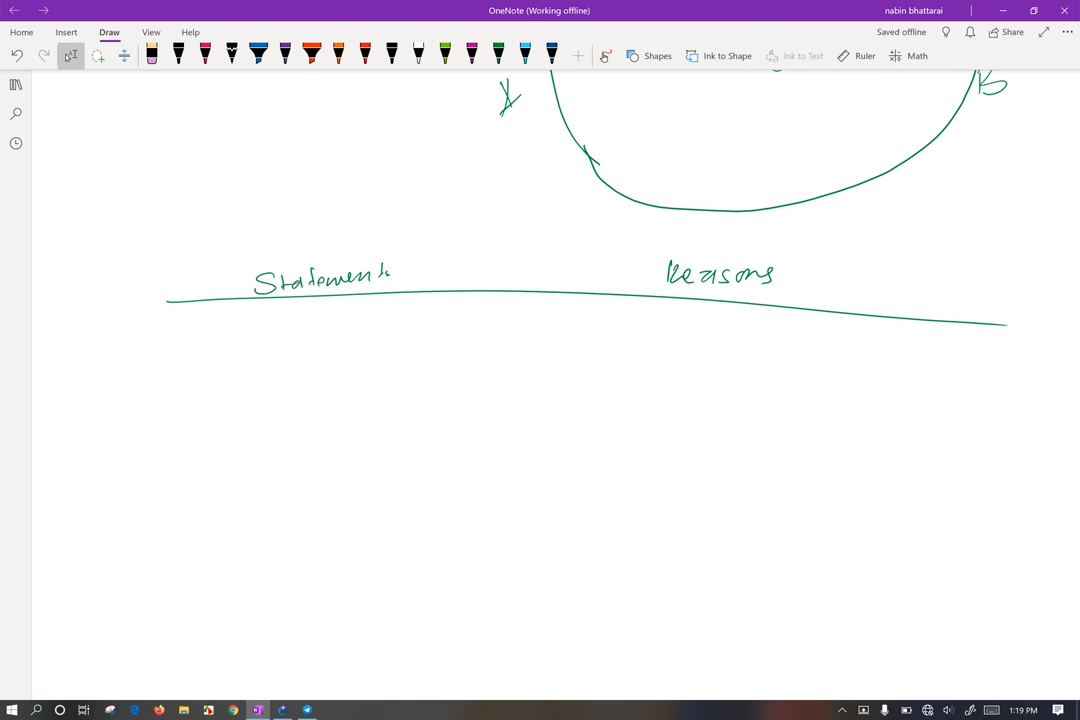 OneNote (Working offline)
nabin bhattarai
Home Insert Draw View Help
Saved offline
Share
Shapes
Ink to Shape
Ink to Text
Ruler
Math
B
Statements Reasons
1:19 PM